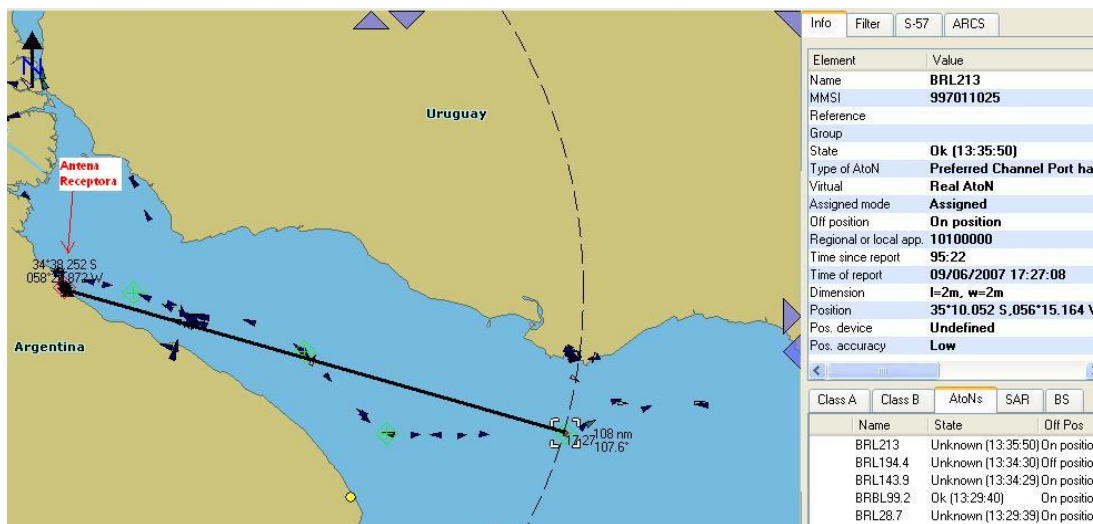 N
Uruguay
Antena
Receptora
34°38.252 S
Argentina
108 nm
107.6°
17:27
Info Filter S-57 ARCS
Element Value
Name BRL213
MMSI 997011025
Reference
Group
State Ok (13:35:50)
Type of AtoN Preferred Channel Port ha
Virtual Real AtoN
Assigned mode Assigned
Off position On position
Regional or local app. 10100000
Time since report 95:22
Time of report 09/06/2007 17:27:08
Dimension l=2m, w=2m
Position 35°10.052 S,056°15.164
Pos. device Undefined
Pos. accuracy Low
Class A Class B AtoNs SAR BS
Name State Off Pos
BRL213 Unknown (13:35:50) On positio
BRL194.4 Unknown (13:34:30) Off positio
BRL143.9 Unknown (13:34:29) On positio
BRBL99.2 Ok (13:29:40) On positio
BRL28.7 Unknown (13:29:39) On positio